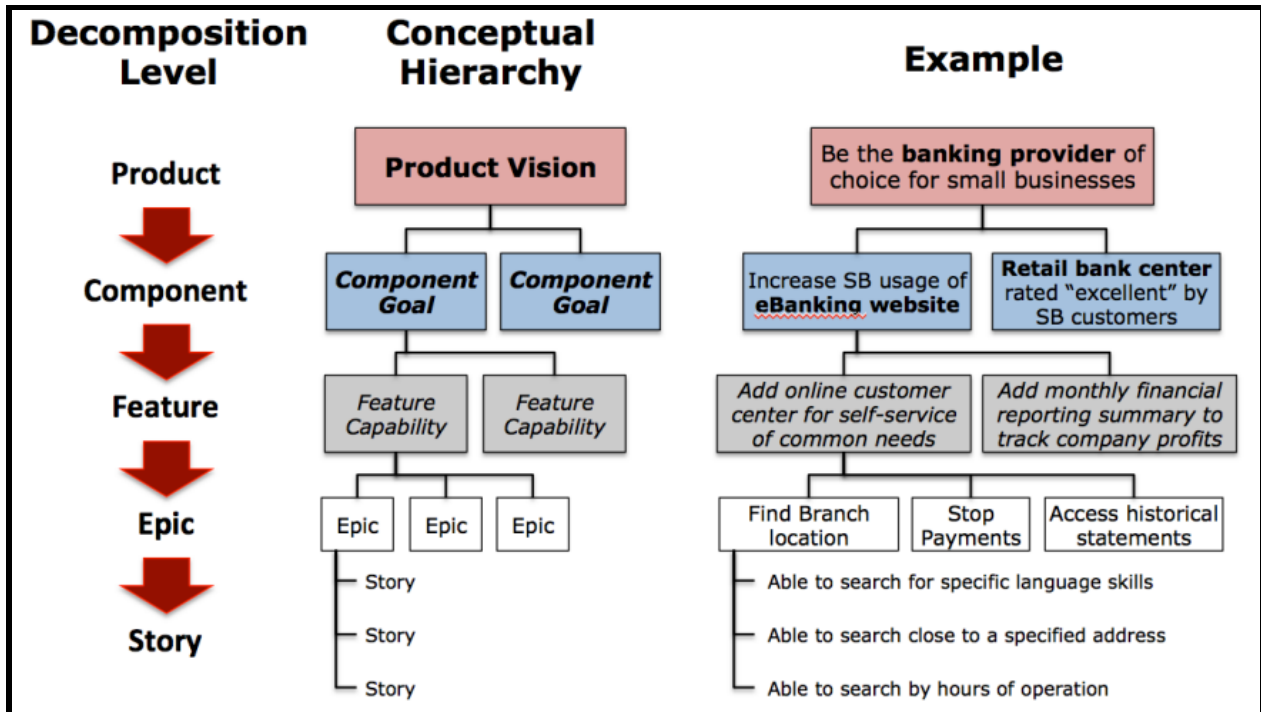 Decomposition
Level
Conceptual
Hierarchy
Example
Product
Product Vision
Be the banking provider of
choice for small businesses
Component
Component
Goal
Component
Goal
Increase SB usage of
eBanking website
Retail bank center
rated “excellent” by
SB customers
Feature
Feature
Capability
Feature
Capability
Add online customer
center for self-service
of common needs
Add monthly financial
reporting summary to
track company profits
Epic
Epic
Epic
Epic
Find Branch
location
Stop
Payments
Access historical
statements
Story
Story
Story
Story
Able to search for specific language skills
Able to search close to a specified address
Able to search by hours of operation